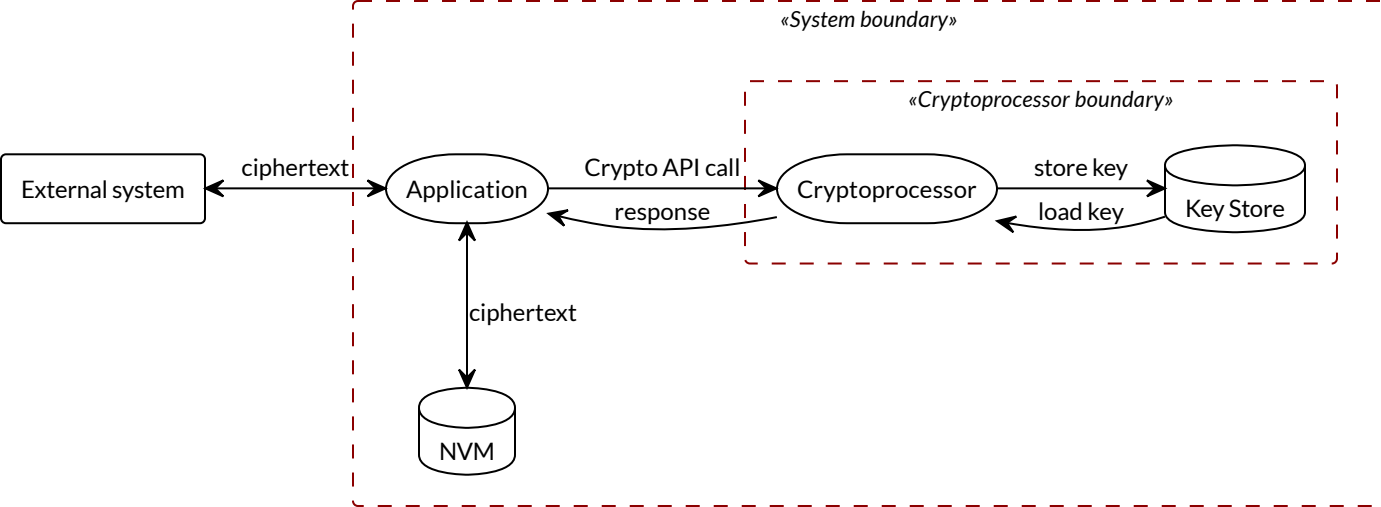 «System boundary»
«Cryptoprocessor boundary»
ciphertext
Crypto API call
store key
External system
Application
Cryptoprocessor
response
load key
Key Store
ciphertext
NVM